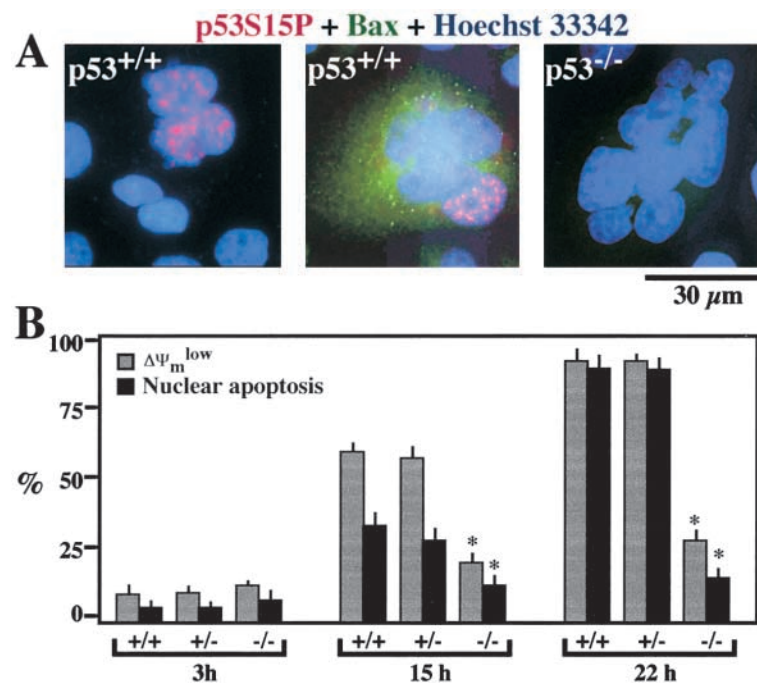 p53S15P + Bax + Hoechst 33342
A
p53+/+
p53+/+
p53-/-
30 µm
B
100
75
50
25
0
%
ΔΨm low
Nuclear apoptosis
* *
* *
+/+ +/- -/- +/+ +/- -/- +/+ +/- -/-
3h 15 h 22 h